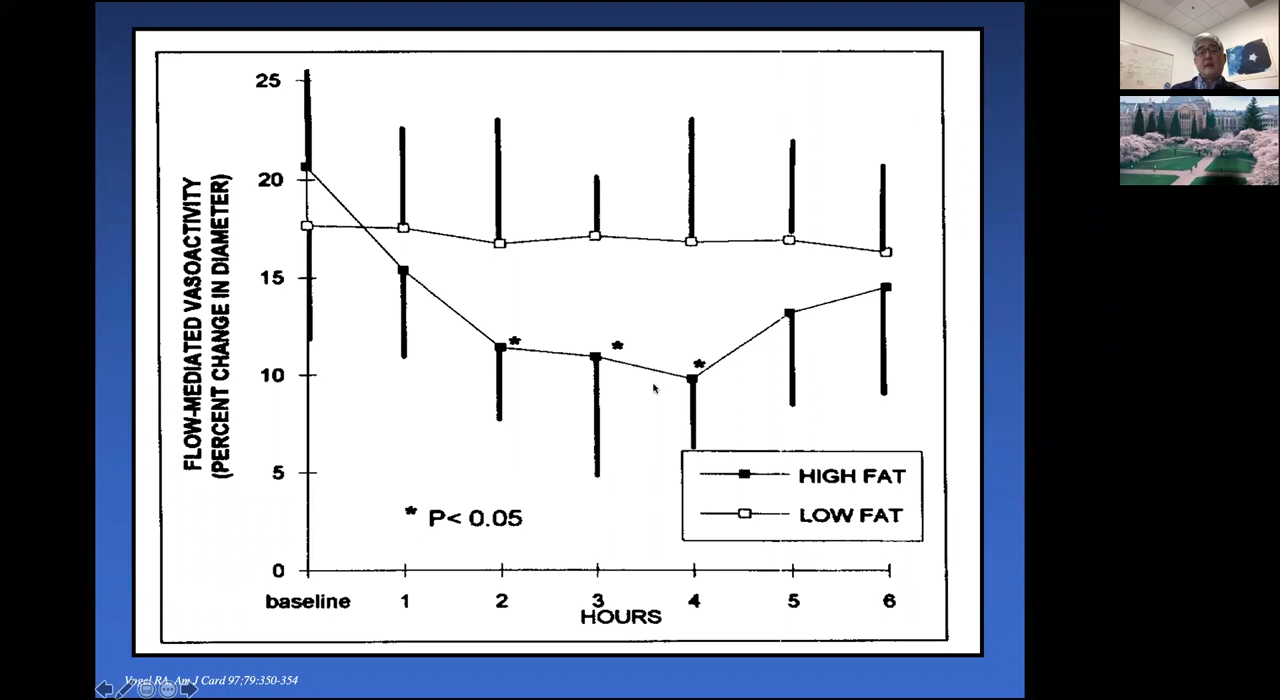 FLOW-MEDIATED VASOACTIVITY
(PERCENT CHANGE IN DIAMETER)
25
20
15
10
5
0
*
*
*
* P< 0.05
HIGH FAT
LOW FAT
baseline 1 2 3 4 5 6
HOURS
Vogel RA, Am J Card 97;79:350-354